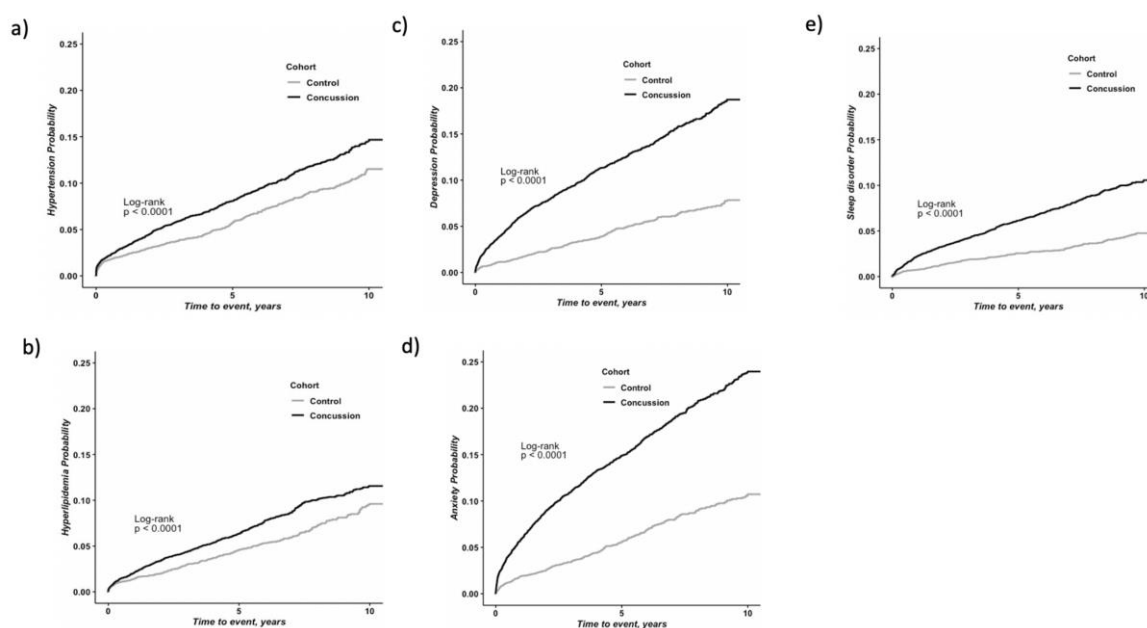 a)
Hypertension Probability
0.25
0.20
0.15
0.10
0.05
0.00
Cohort
Control
Concussion
Log-rank
p < 0.0001
0 5 10
Time to event, years
b)
Hyperlipidemia Probability
0.25
0.20
0.15
0.10
0.05
0.00
Cohort
Control
Concussion
Log-rank
p < 0.0001
0 5 10
Time to event, years
c)
Depression Probability
0.25
0.20
0.15
0.10
0.05
0.00
Cohort
Control
Concussion
Log-rank
p < 0.0001
0 5 10
Time to event, years
d)
Anxiety Probability
0.25
0.20
0.15
0.10
0.05
0.00
Cohort
Control
Concussion
Log-rank
p < 0.0001
0 5 10
Time to event, years
e)
Sleep disorder Probability
0.25
0.20
0.15
0.10
0.05
0.00
Cohort
Control
Concussion
Log-rank
p < 0.0001
0 5 10
Time to event, years